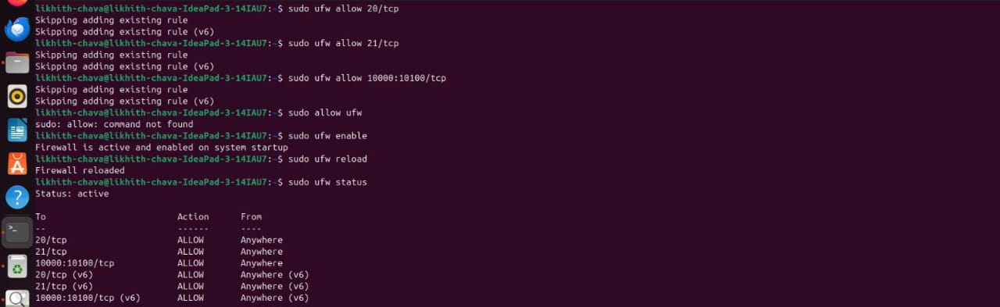 likhith-chava@likhith-chava-IdeaPad-3-14IAU7:~$ sudo ufw allow 20/tcp
Skipping adding existing rule
Skipping adding existing rule (v6)
likhith-chava@likhith-chava-IdeaPad-3-14IAU7:~$ sudo ufw allow 21/tcp
Skipping adding existing rule
Skipping adding existing rule (v6)
likhith-chava@likhith-chava-IdeaPad-3-14IAU7:~$ sudo ufw allow 10000:10100/tcp
Skipping adding existing rule
Skipping adding existing rule (v6)
likhith-chava@likhith-chava-IdeaPad-3-14IAU7:~$ sudo allow ufw
sudo: allow: command not found
likhith-chava@likhith-chava-IdeaPad-3-14IAU7:~$ sudo ufw enable
Firewall is active and enabled on system startup
likhith-chava@likhith-chava-IdeaPad-3-14IAU7:~$ sudo ufw reload
Firewall reloaded
likhith-chava@likhith-chava-IdeaPad-3-14IAU7:~$ sudo ufw status
Status: active
To Action From
-- ------ ----
20/tcp ALLOW Anywhere
21/tcp ALLOW Anywhere
10000:10100/tcp ALLOW Anywhere
20/tcp (v6) ALLOW Anywhere (v6)
21/tcp (v6) ALLOW Anywhere (v6)
10000:10100/tcp (v6) ALLOW Anywhere (v6)